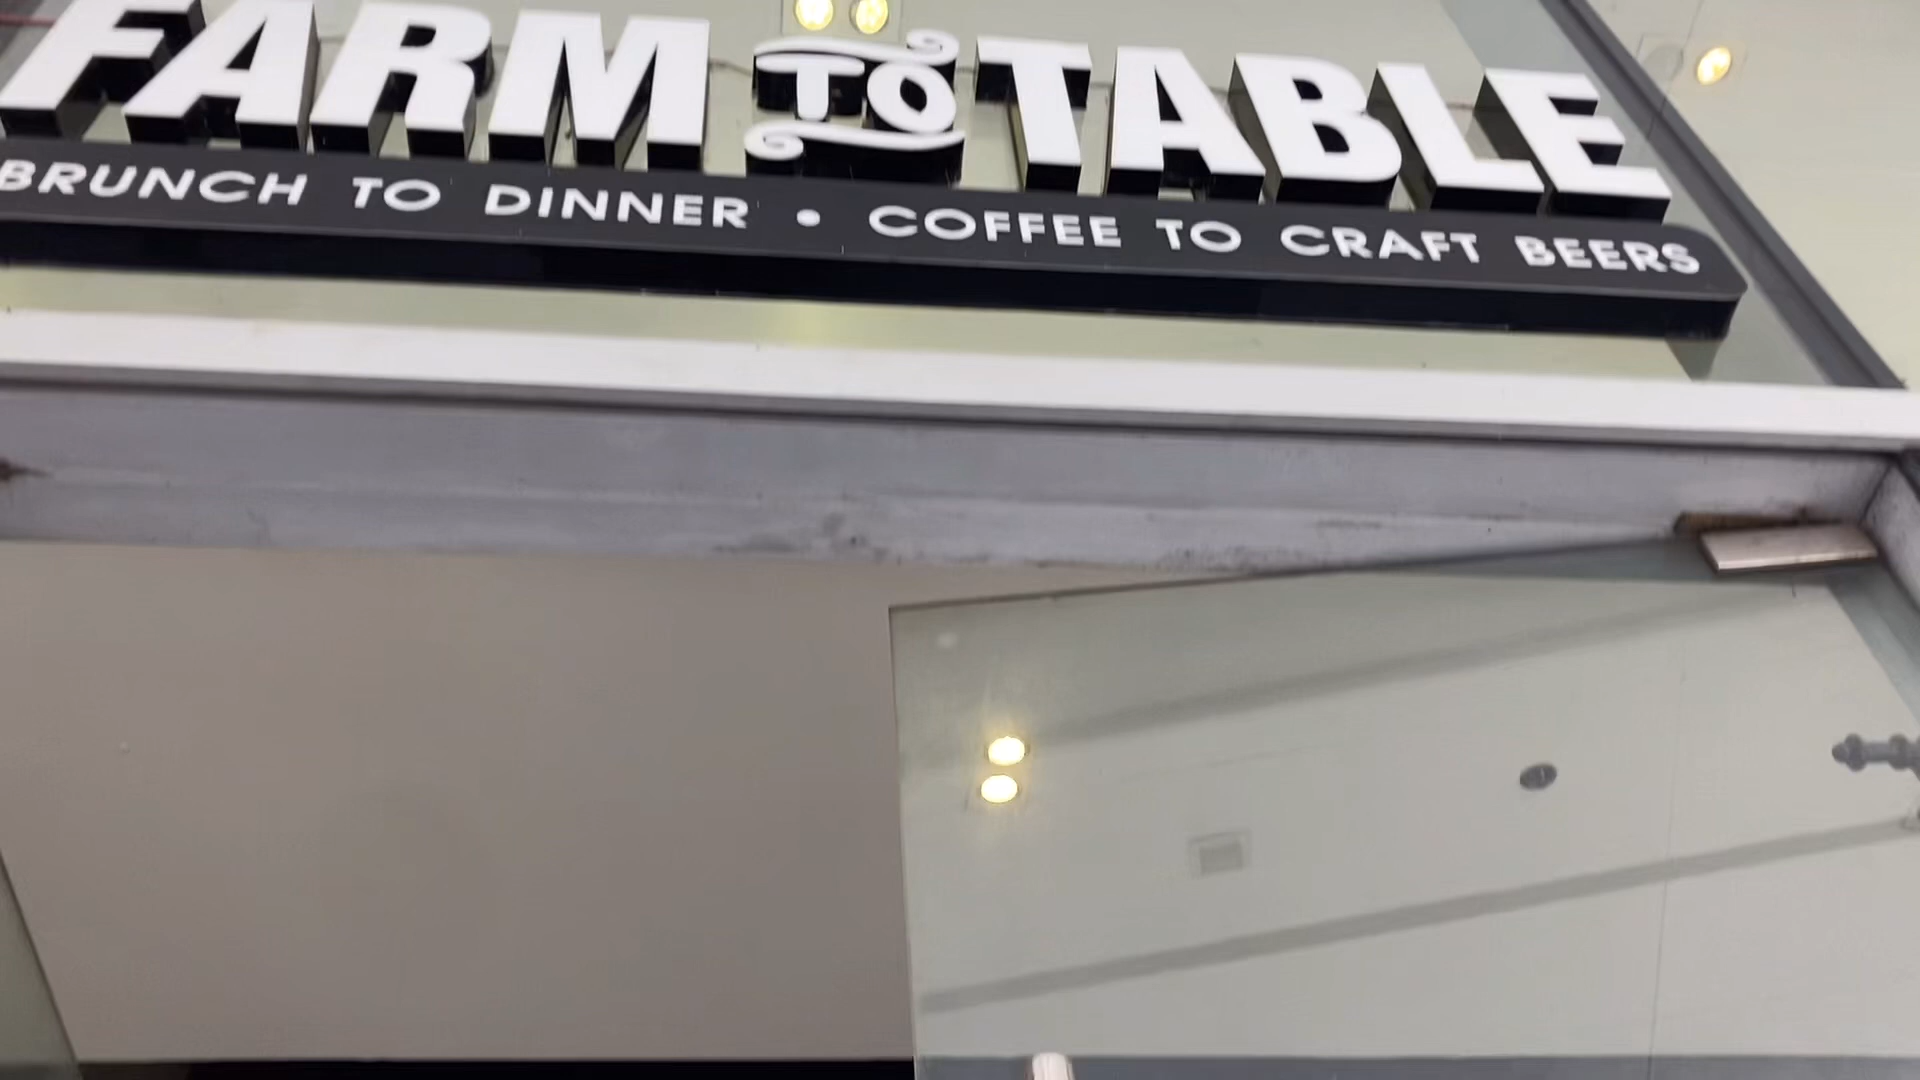 FARM TO TABLE
BRUNCH TO DINNER • COFFEE TO CRAFT BEERS